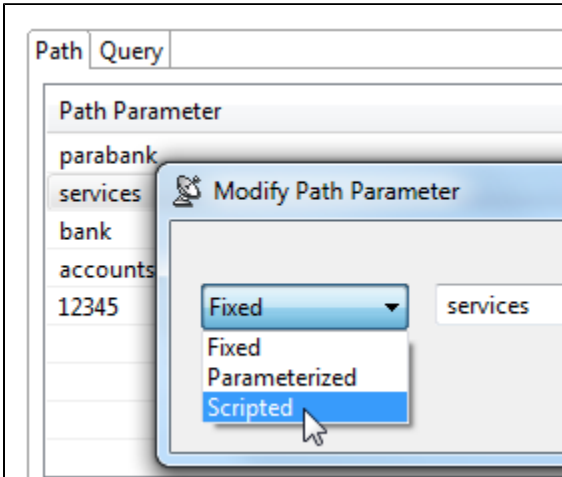 Path Query
Path Parameter
parabank
services
Modify Path Parameter
bank
accounts
12345
Fixed
services
Fixed
Parameterized
Scripted